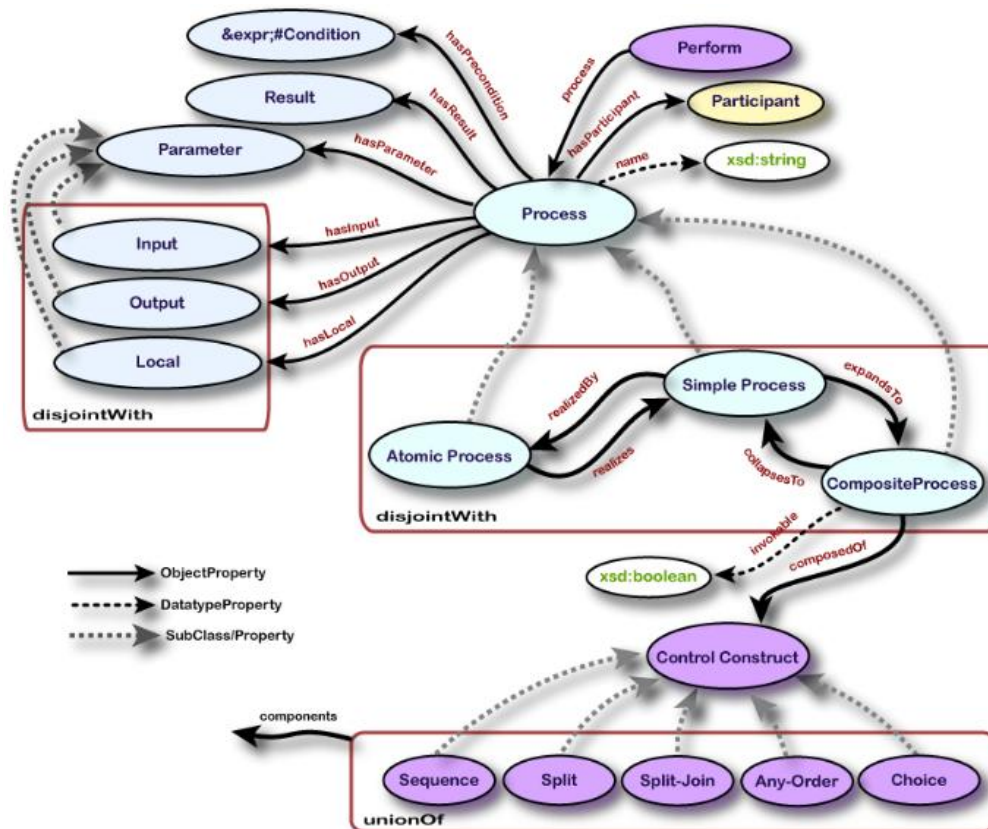 &expr;#Condition
hasPrecondition
Perform
process
Result
hasResult
hasParticipant
Participant
Parameter
hasParameter
name
xsd:string
Process
Input
hasInput
Output
hasOutput
Local
hasLocal
disjointWith
realizedBy
Simple Process
expandsTo
Atomic Process
realizes
collapsesTo
CompositeProcess
disjointWith
invokable
composedOf
xsd:boolean
ObjectProperty
DatatypeProperty
SubClass/Property
Control Construct
components
Sequence
Split
Split-Join
Any-Order
Choice
unionOf